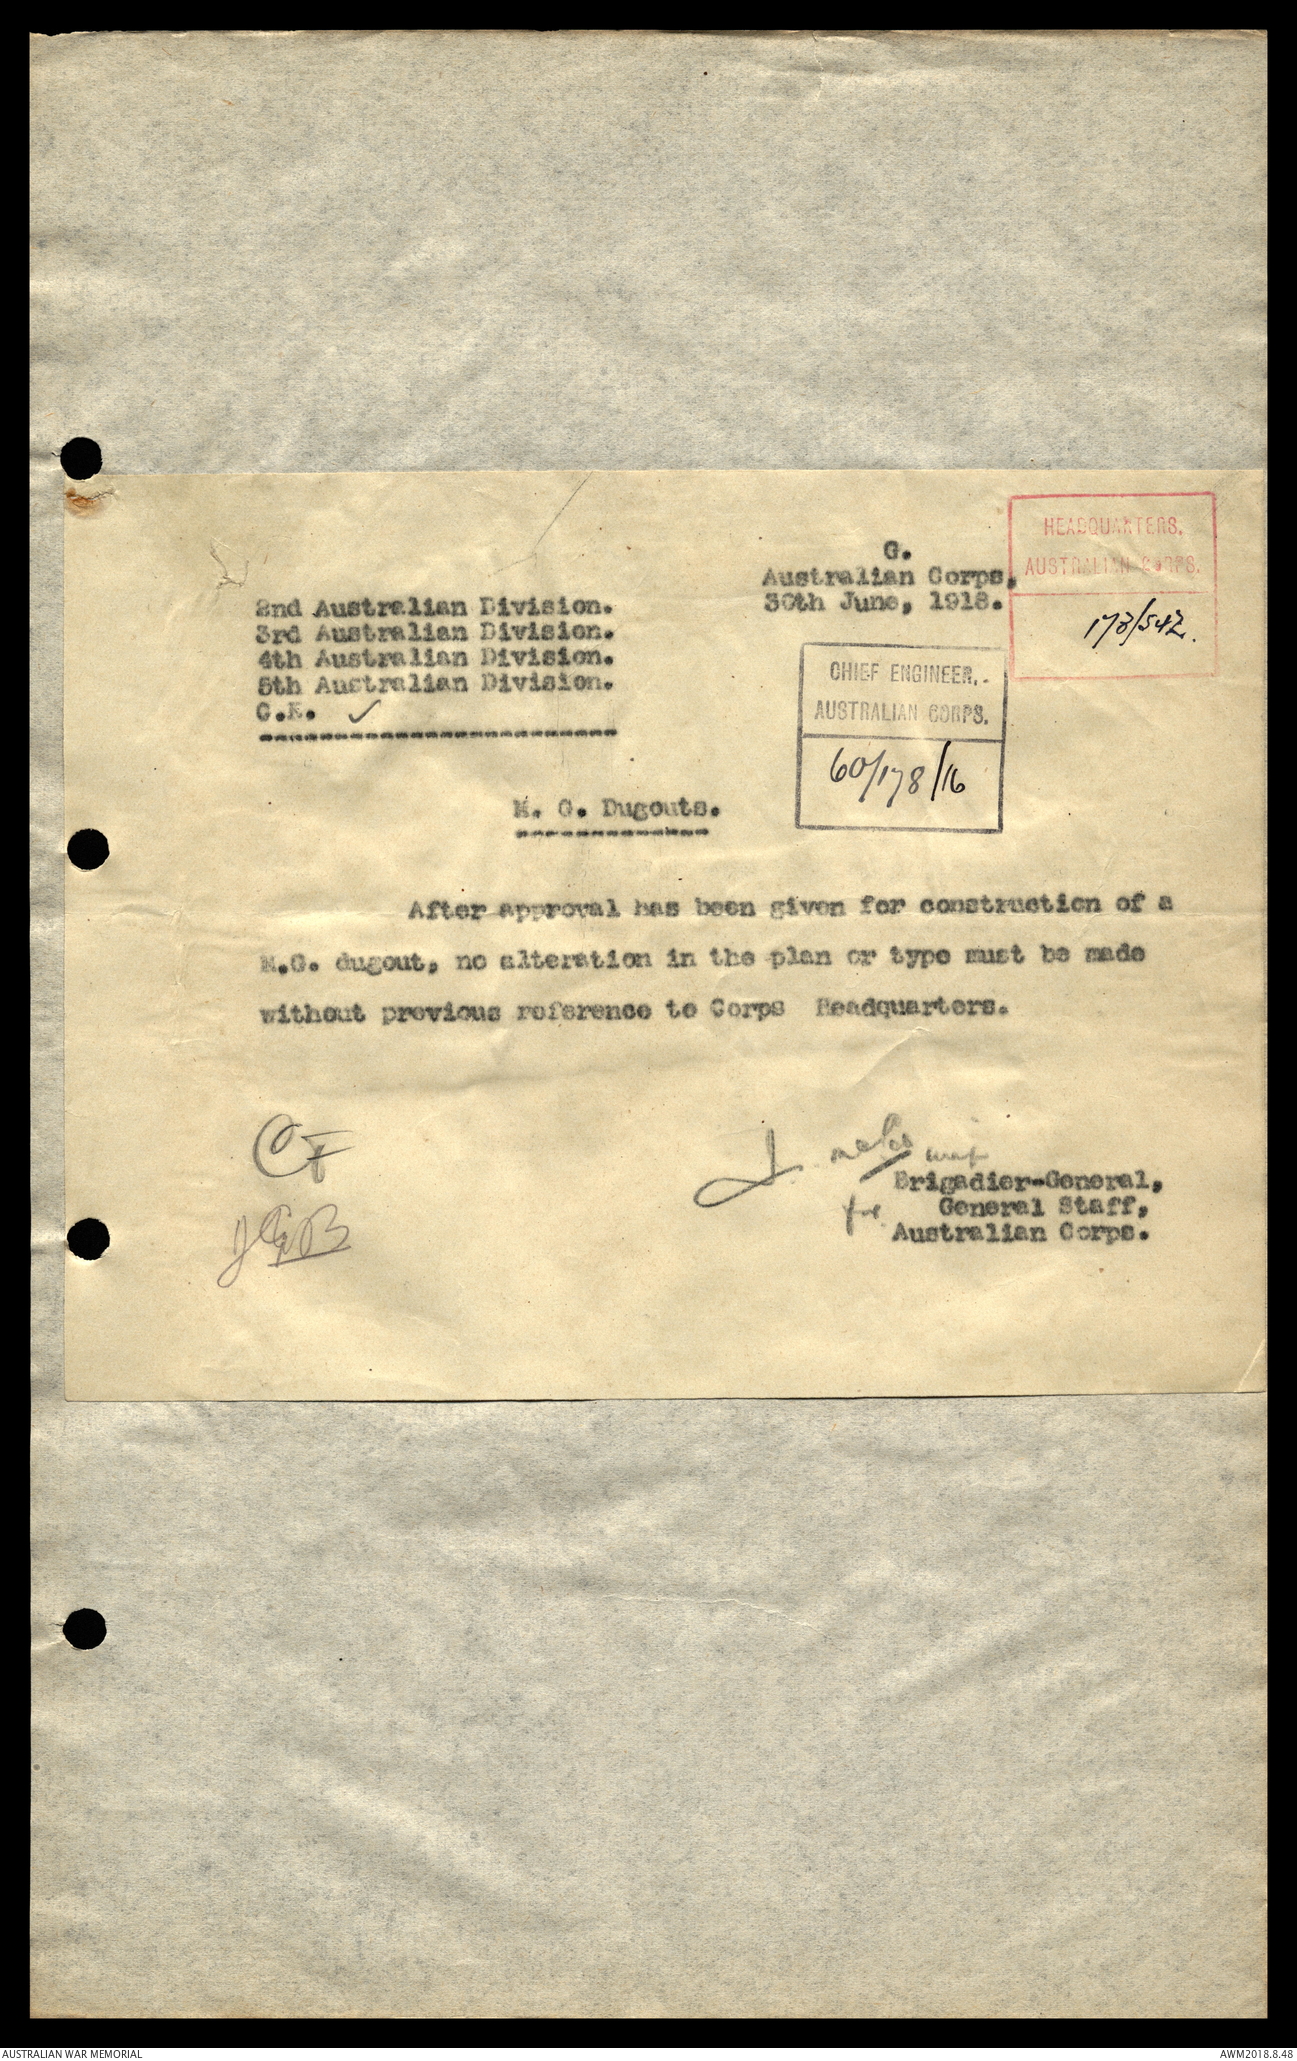 G.
Australian Corps,
30th June, 1918.
HEADQUARTERS,
AUSTRALIAN CORPS.
178/542.
2nd Australian Division.
3rd Australian Division.
4th Australian Division.
5th Australian Division.
C.E. ✓
CHIEF ENGINEER,
AUSTRALIAN CORPS.
60/178/16
M. G. Dugouts.
After approval has been given for construction of a
M.G. dugout, no alteration in the plan or type must be made
without previous reference to Corps Headquarters.
Brigadier-General,
for General Staff,
Australian Corps.
AUSTRALIAN WAR MEMORIAL
AWM2018.8.48